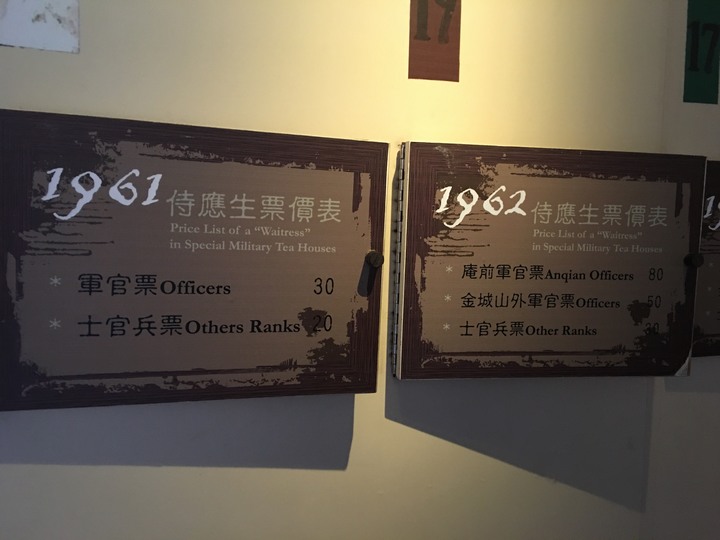 19
17
1961 侍應生票價表
Price List of a “Waitress”
in Special Military Tea Houses
* 軍官票Officers 30
* 士官兵票Others Ranks 20
1962 侍應生票價表
Price List of a “Waitress”
in Special Military Tea Houses
* 庵前軍官票Anqian Officers 80
* 金城山外軍官票Officers 50
* 士官兵票Other Ranks